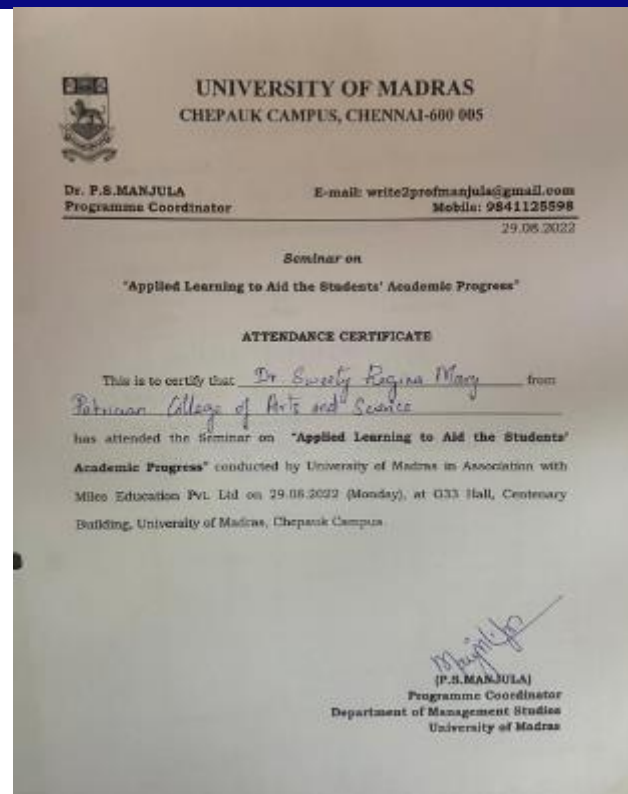 UNIVERSITY OF MADRAS
CHEPAUK CAMPUS, CHENNAI-600 005
Dr. P.S.MANJULA
Programme Coordinator
E-mail: write2profmanjula@gmail.com
Mobile: 9841125598
29.08.2022
Seminar on
"Applied Learning to Aid the Students' Academic Progress"
ATTENDANCE CERTIFICATE
This is to certify that Dr Sweety Regina Mary from
Patrician College of Arts and Science
has attended the Seminar on "Applied Learning to Aid the Students'
Academic Progress" conducted by University of Madras in Association with
Miles Education Pvt. Ltd on 29.08.2022 (Monday), at G33 Hall, Centenary
Building, University of Madras, Chepauk Campus
(P.S.MANJULA)
Programme Coordinator
Department of Management Studies
University of Madras